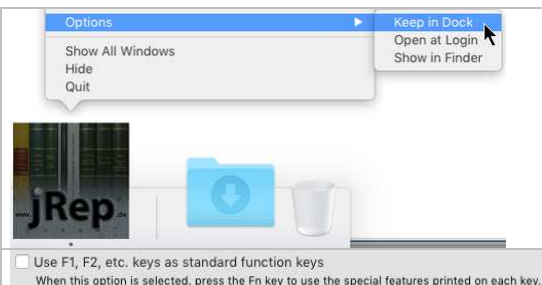 Options
Keep in Dock
Open at Login
Show in Finder
Show All Windows
Hide
Quit
www.jRep.de
Use F1, F2, etc. keys as standard function keys
When this option is selected, press the Fn key to use the special features printed on each key.